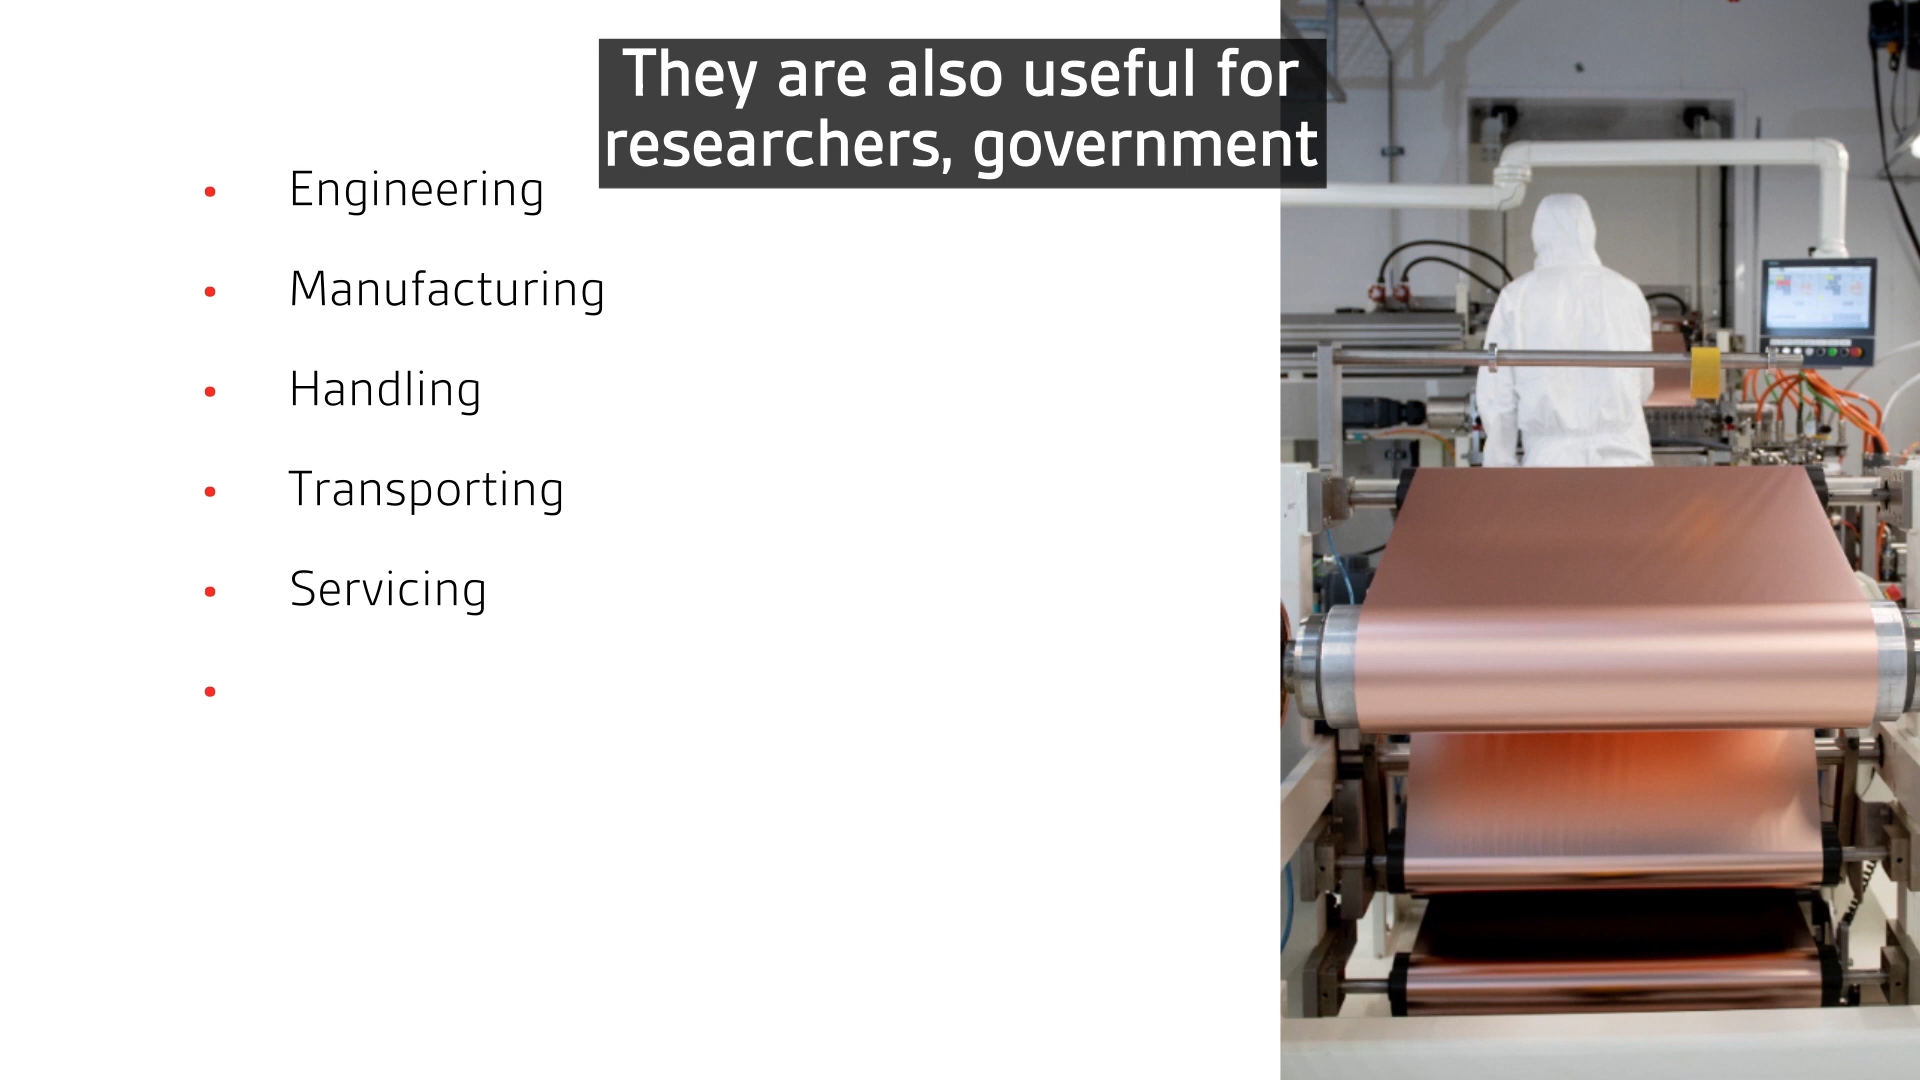 They are also useful for
researchers, government
• Engineering
• Manufacturing
• Handling
• Transporting
• Servicing
•